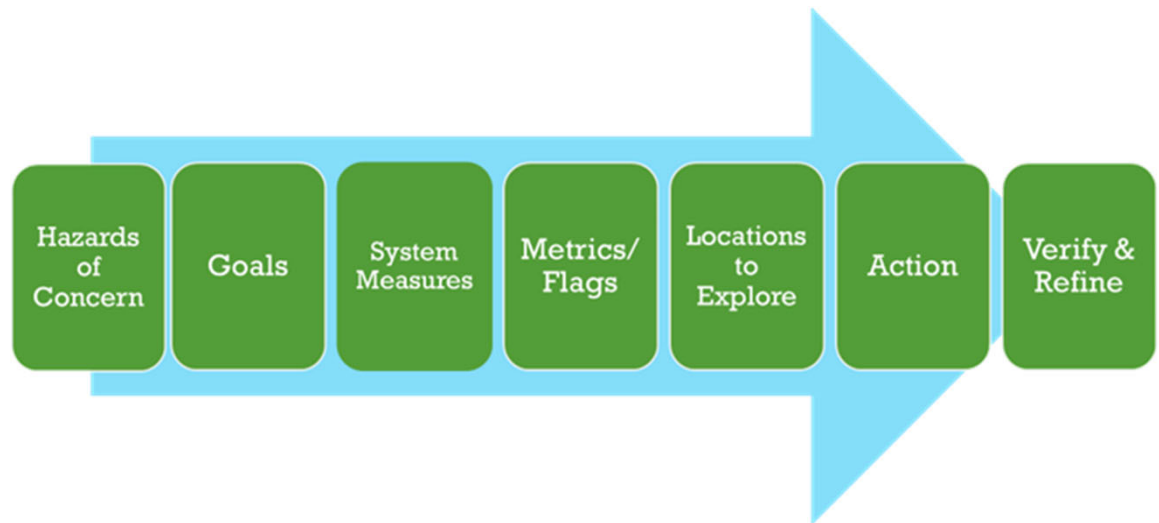 Hazards
of
Concern
Goals
System
Measures
Metrics/
Flags
Locations
to
Explore
Action
Verify &
Refine